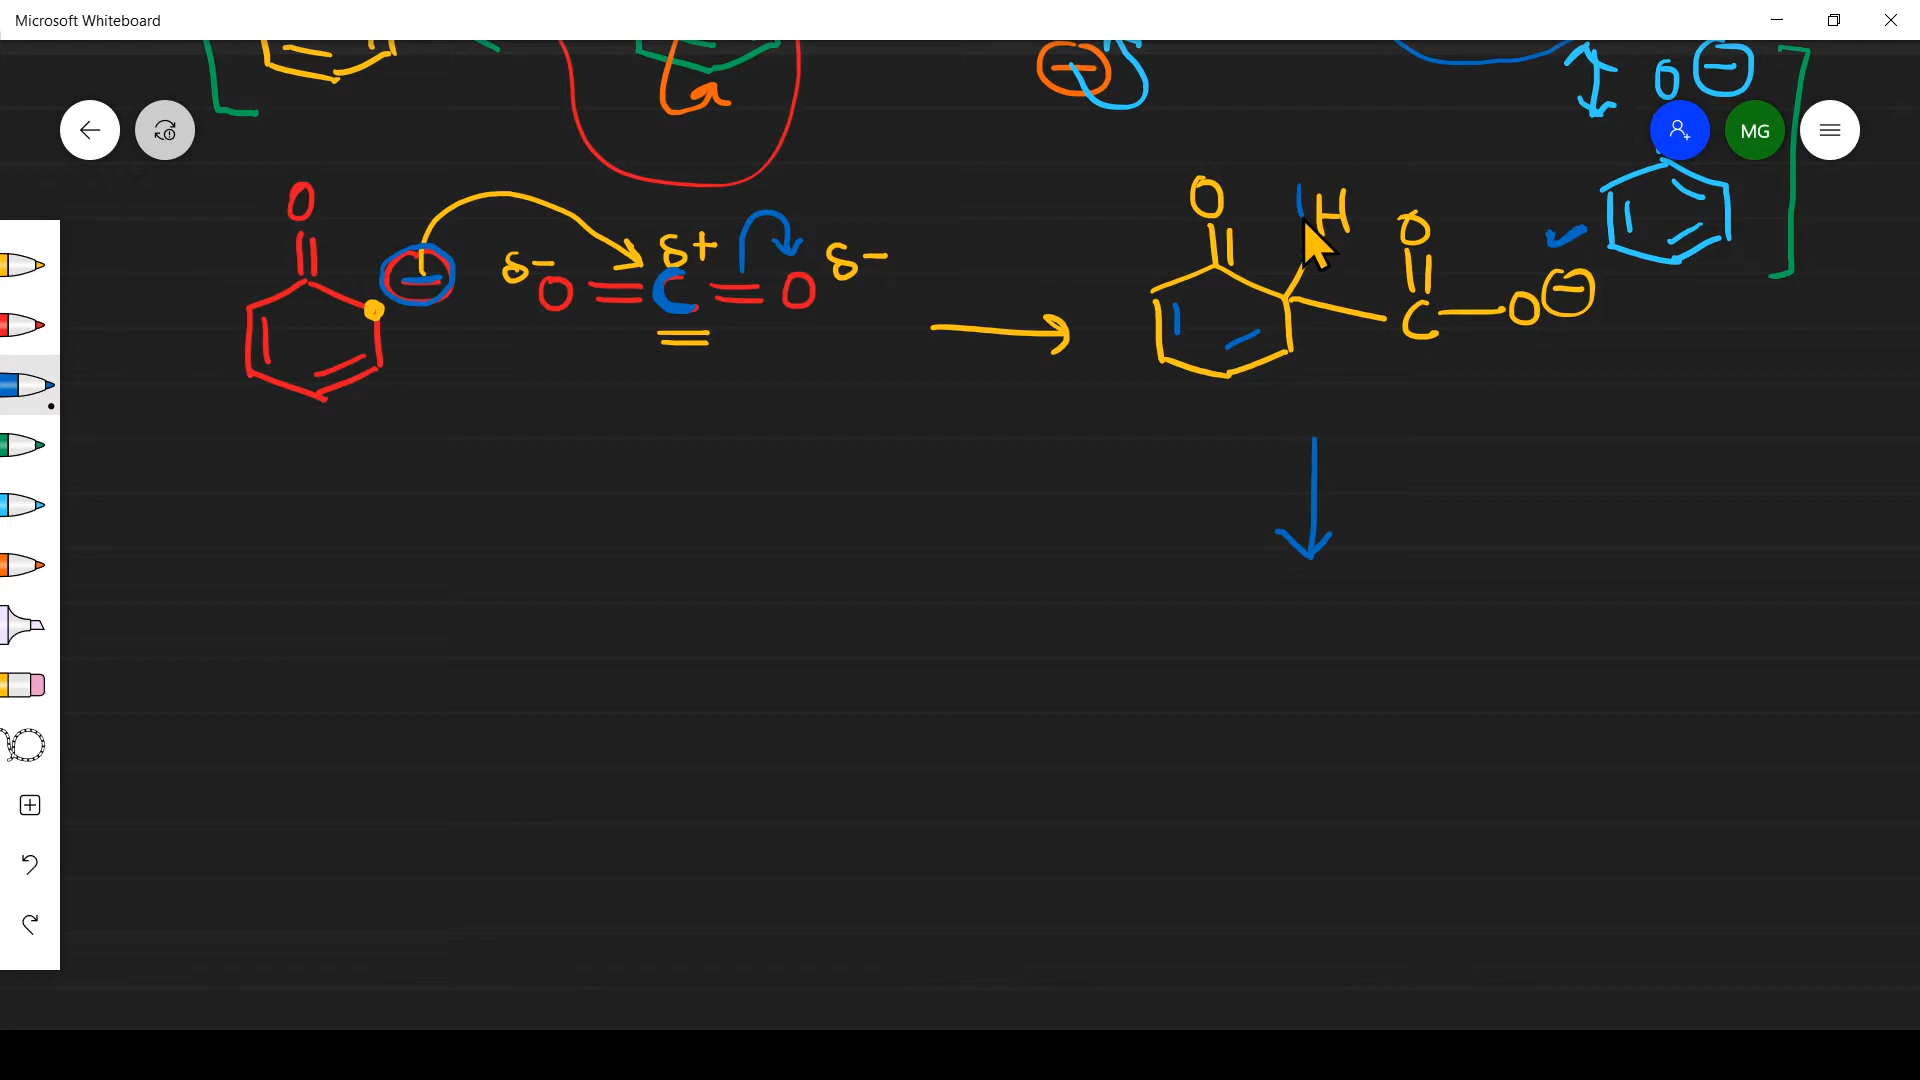 Microsoft Whiteboard
O ⊖
⊖
a
MG
O
O H
O
δ- δ+ δ-
⊖ O=C=O
C-O ⊖